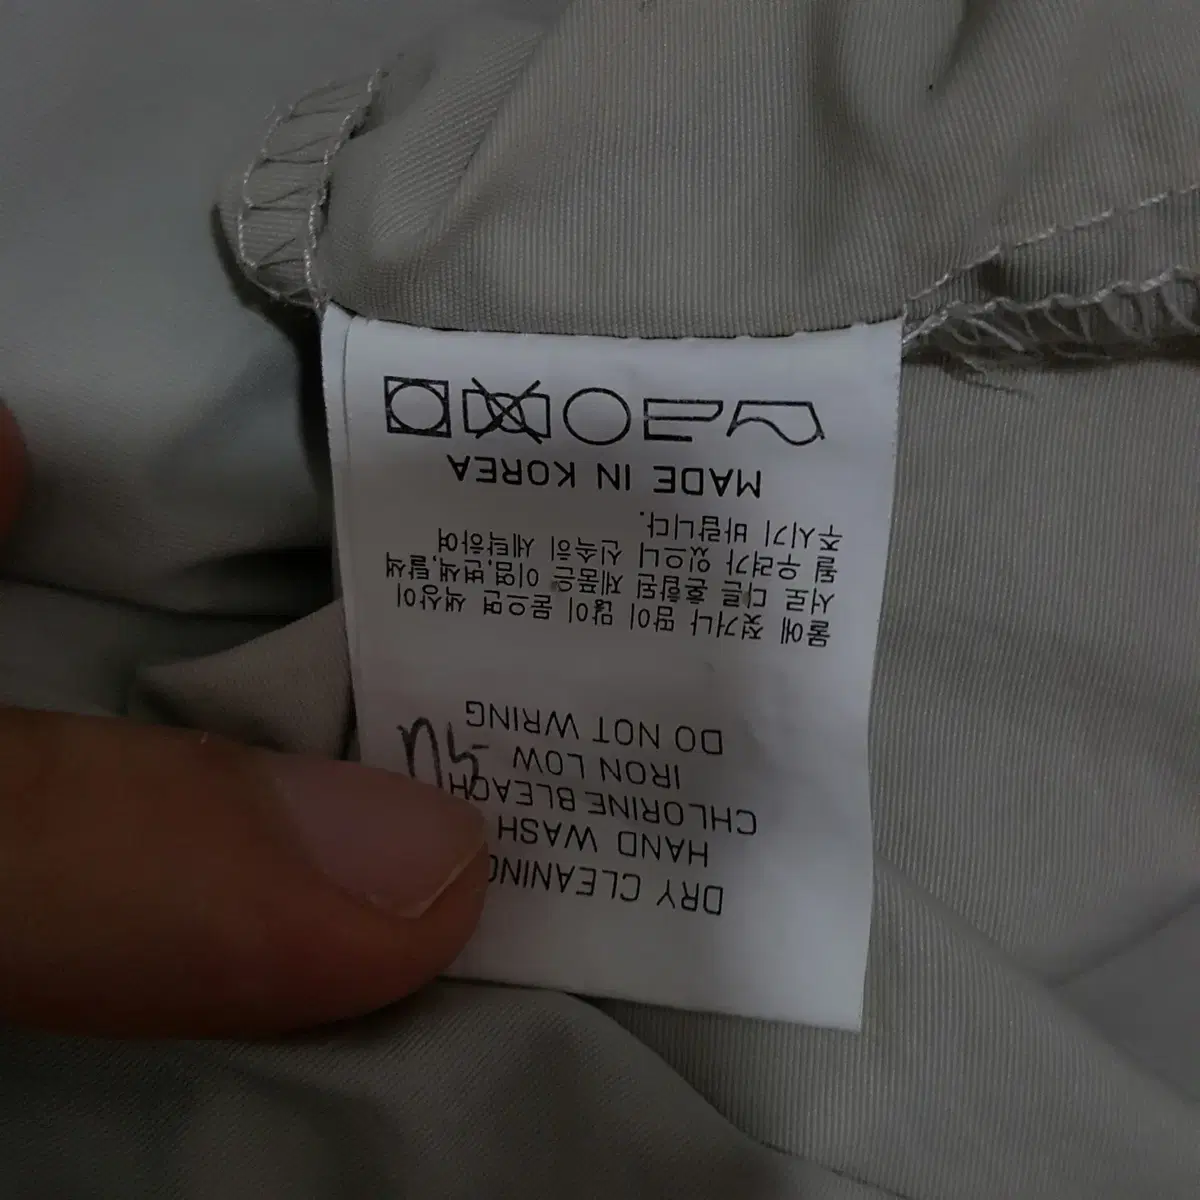 DRY CLEANING
HAND WASH
CHLORINE BLEACH
IRON LOW
DO NOT WRING
물에 젖거나 땀이 많이 묻으면 색상이
서로 다른 혼합된 제품은 이염,변색,탈색
될 우려가 있으니 신속히 세탁하여
주시기 바랍니다.
MADE IN KOREA